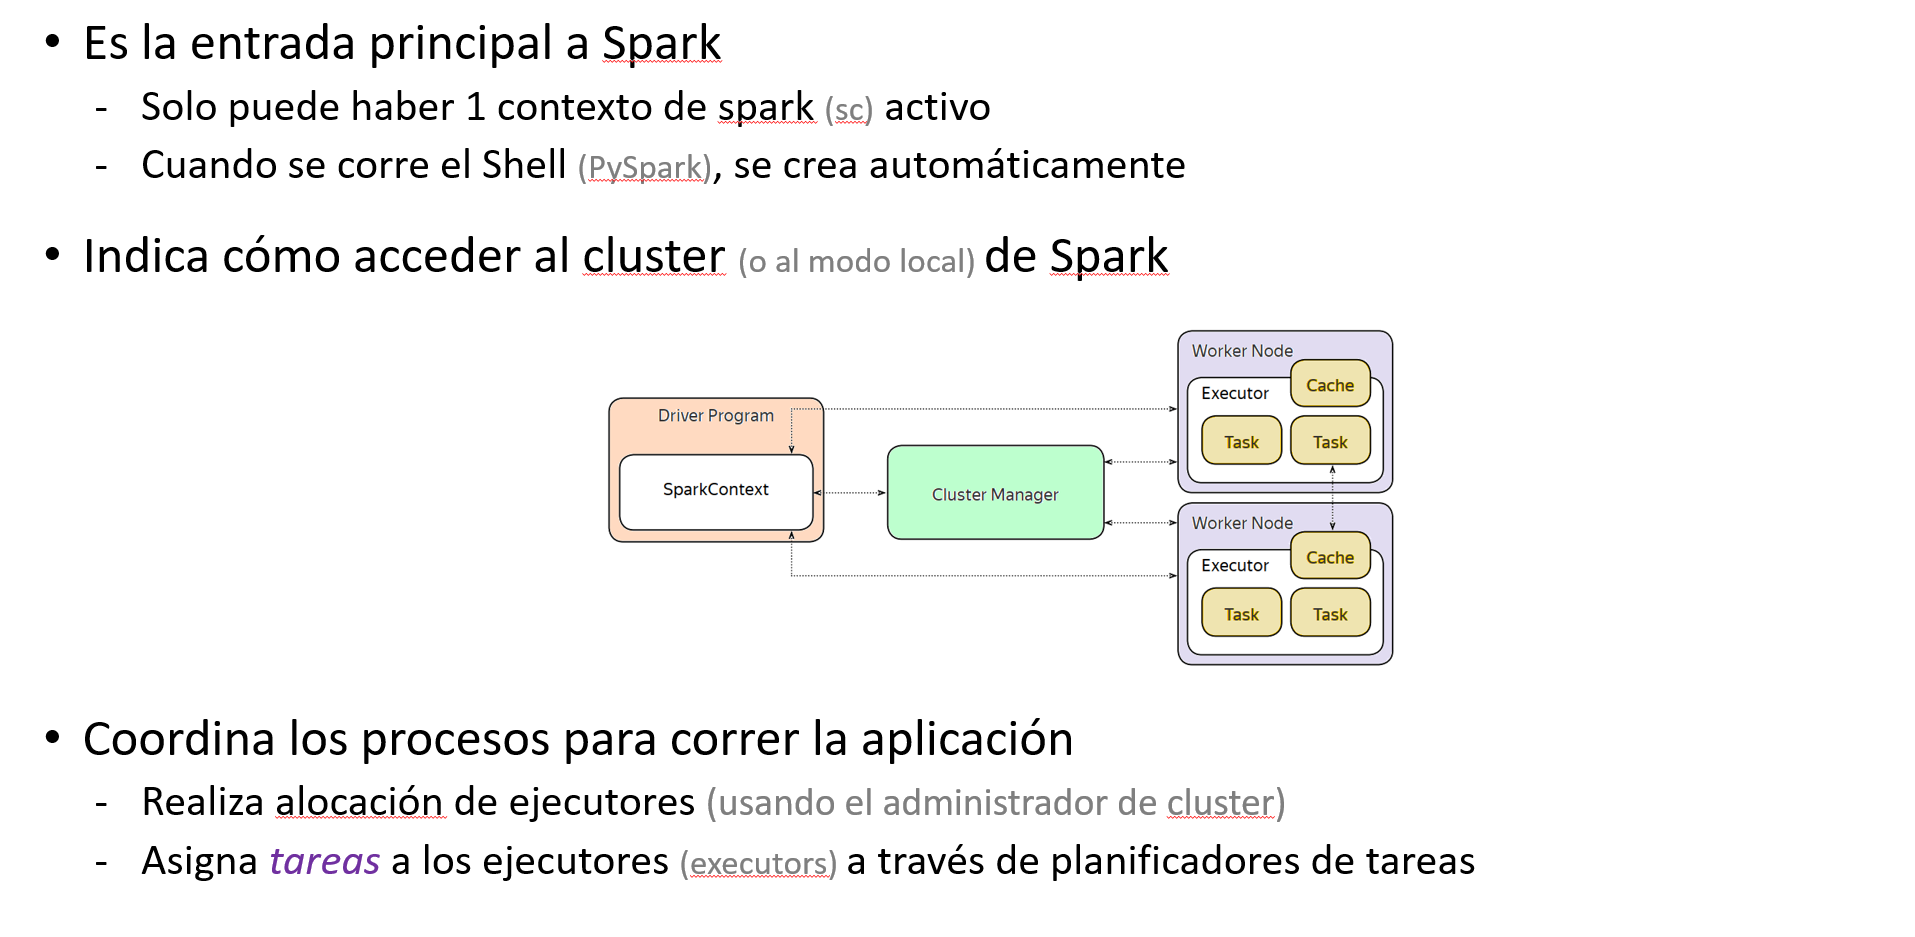 • Es la entrada principal a Spark
- Solo puede haber 1 contexto de spark (sc) activo
- Cuando se corre el Shell (PySpark), se crea automáticamente
• Indica cómo acceder al cluster (o al modo local) de Spark
Driver Program
SparkContext
Cluster Manager
Worker Node
Executor
Cache
Task
Task
Worker Node
Executor
Cache
Task
Task
• Coordina los procesos para correr la aplicación
- Realiza alocación de ejecutores (usando el administrador de cluster)
- Asigna tareas a los ejecutores (executors) a través de planificadores de tareas